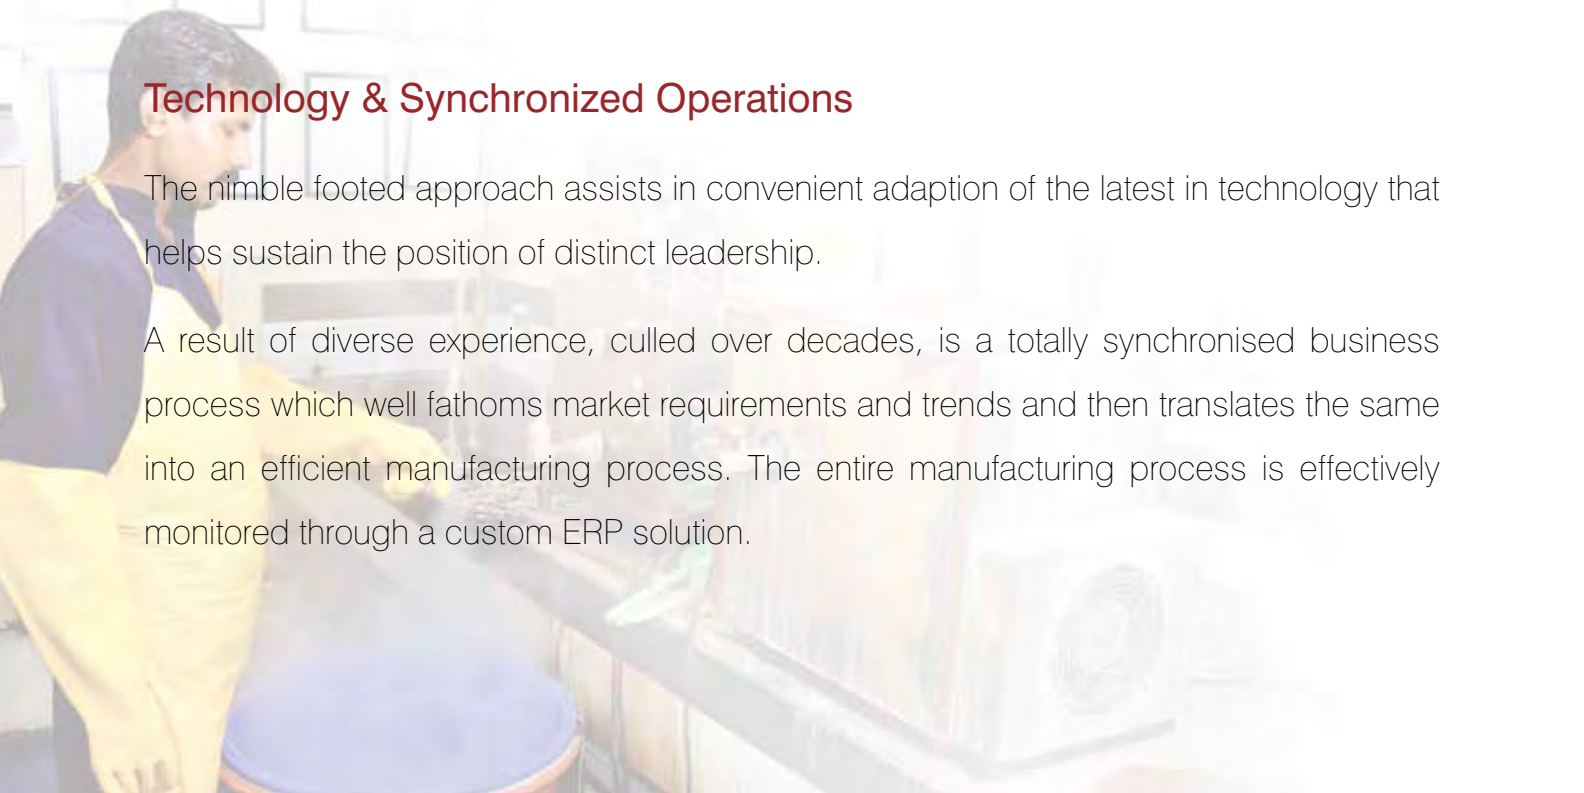 Technology & Synchronized Operations
The nimble footed approach assists in convenient adaption of the latest in technology that
helps sustain the position of distinct leadership.
A result of diverse experience, culled over decades, is a totally synchronised business
process which well fathoms market requirements and trends and then translates the same
into an efficient manufacturing process. The entire manufacturing process is effectively
monitored through a custom ERP solution.